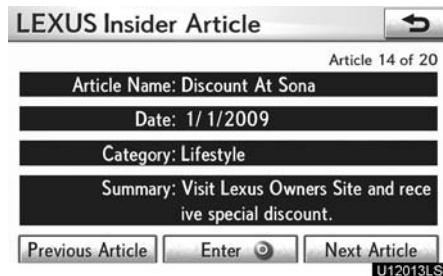 LEXUS Insider Article
Article 14 of 20
Article Name: Discount At Sona
Date: 1/ 1/2009
Category: Lifestyle
Summary: Visit Lexus Owners Site and rece
ive special discount.
Previous Article Enter Next Article
U12013LS